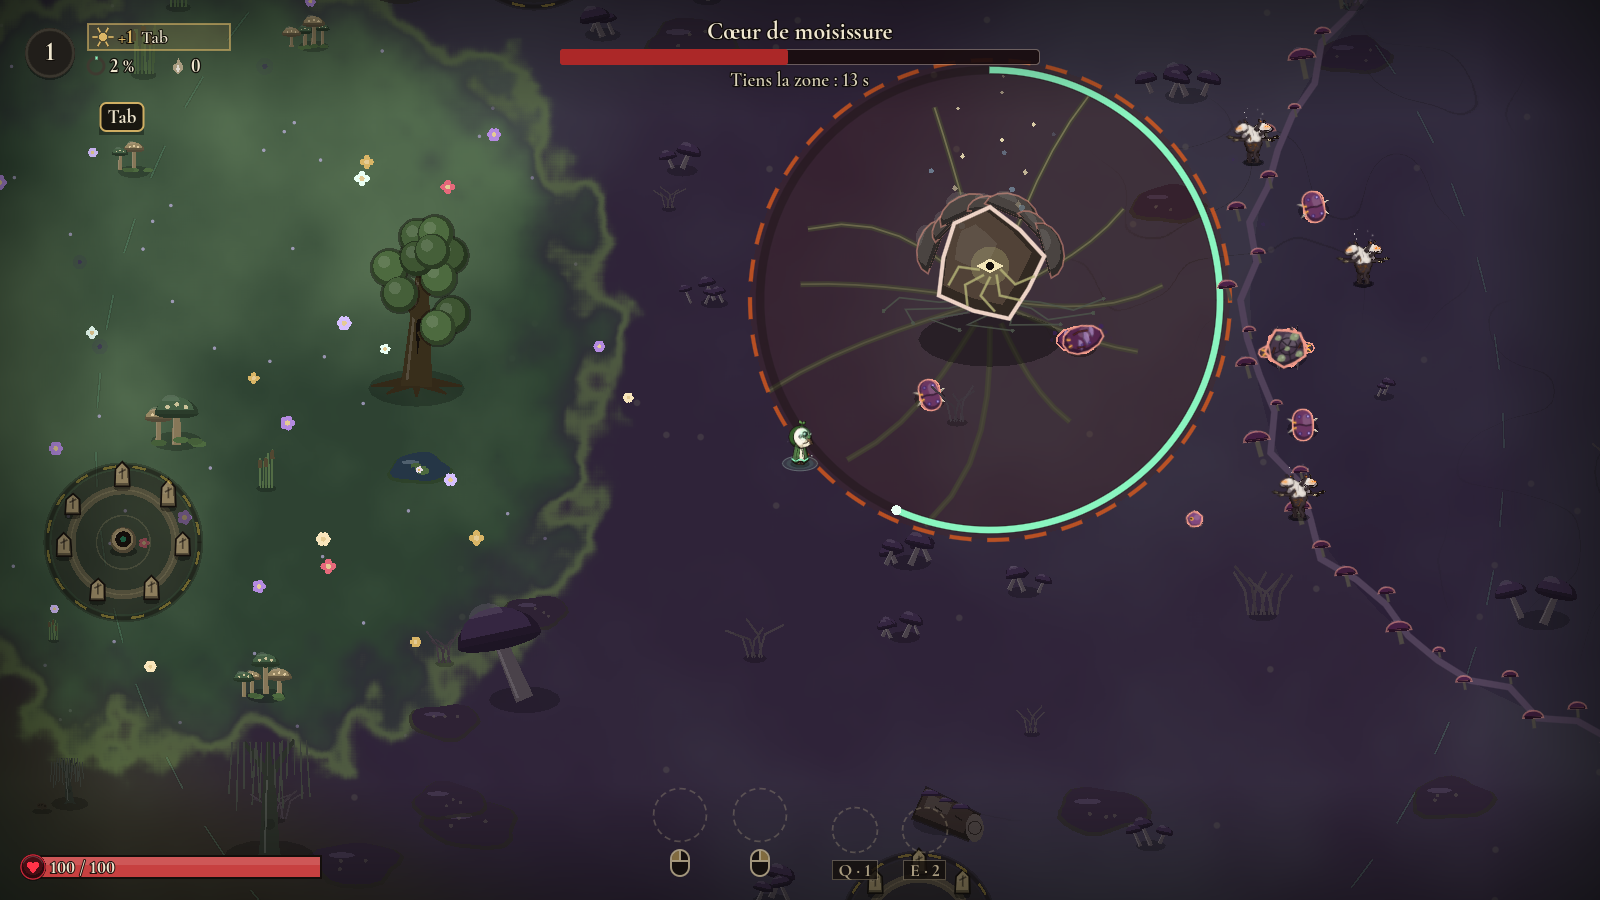 Cœur de moisissure
Tiens la zone : 13 s
1
+1 Tab
2 %
0
Tab
100 / 100
Q · 1
E · 2